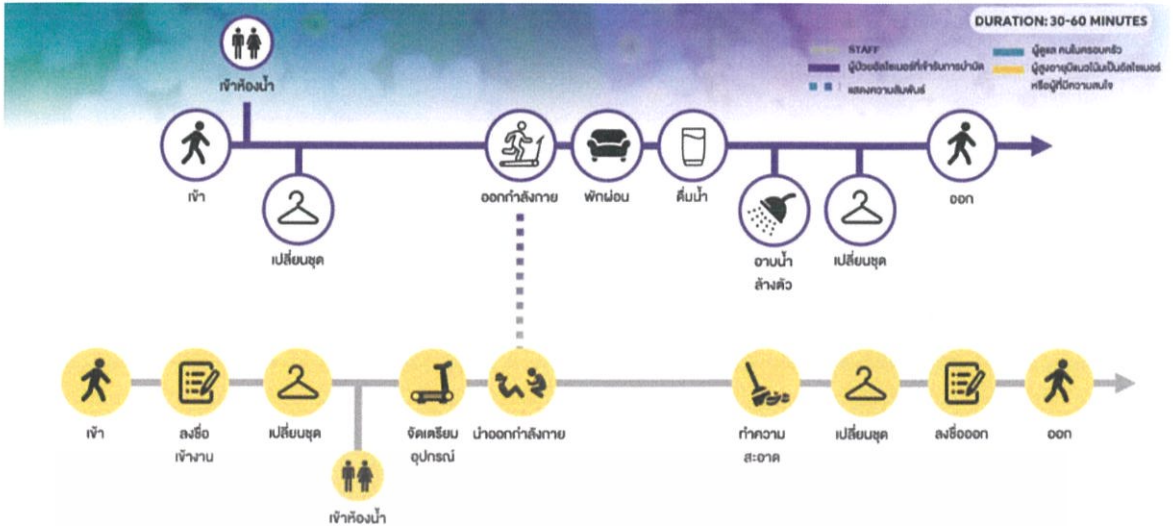 DURATION: 30-60 MINUTES
STAFF
ผู้ป่วยอัลไซเมอร์ที่เข้ารับการบำบัด
แสดงความสัมพันธ์
ผู้ดูแล คนในครอบครัว
ผู้สูงอายุมีแนวโน้มเป็นอัลไซเมอร์
หรือผู้ที่มีความสนใจ
เข้าห้องน้ำ
เข้า
เปลี่ยนชุด
ออกกำลังกาย
พักผ่อน
ดื่มน้ำ
อาบน้ำ
ล้างตัว
เปลี่ยนชุด
ออก
เข้า
ลงชื่อ
เข้างาน
เปลี่ยนชุด
เข้าห้องน้ำ
จัดเตรียม
อุปกรณ์
นำออกกำลังกาย
ทำความ
สะอาด
เปลี่ยนชุด
ลงชื่อออก
ออก